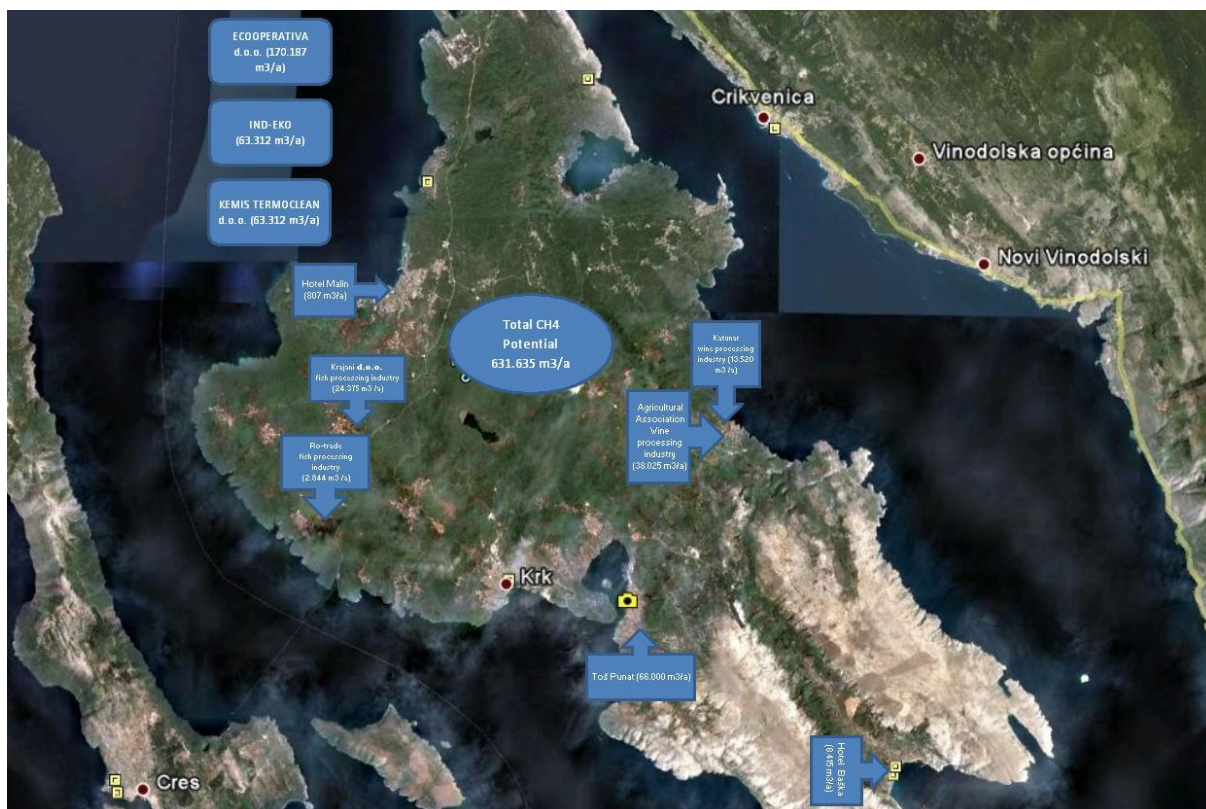 ECOOPERATIVA
d.o.o. (170.187
m3/a)
IND-EKO
(63.312 m3/a)
KEMIS TERMOCLEAN
d.o.o. (63.312 m3/a)
Crikvenica
Vinodolska općina
Novi Vinodolski
Hotel Malin
(807 m3/a)
Total CH4
Potential
631.635 m3/a
Katunar
wine processing
industry (13.520
m3/a)
Krajani d.o.o.
fish processing industry
(24.375 m3/a)
Agricultural
Association
Wine
processing
industry
(38.025 m3/a)
Ro-trade
fish processing
industry
(2.844 m3/a)
Krk
Toš Punat (66.000 m3/a)
Hotel Baška
(8.415 m3/a)
Cres